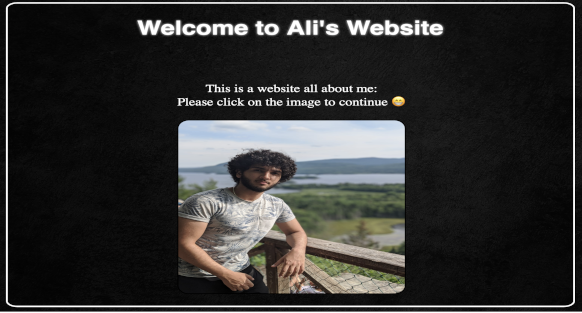 Welcome to Ali's Website
This is a website all about me:
Please click on the image to continue 😁